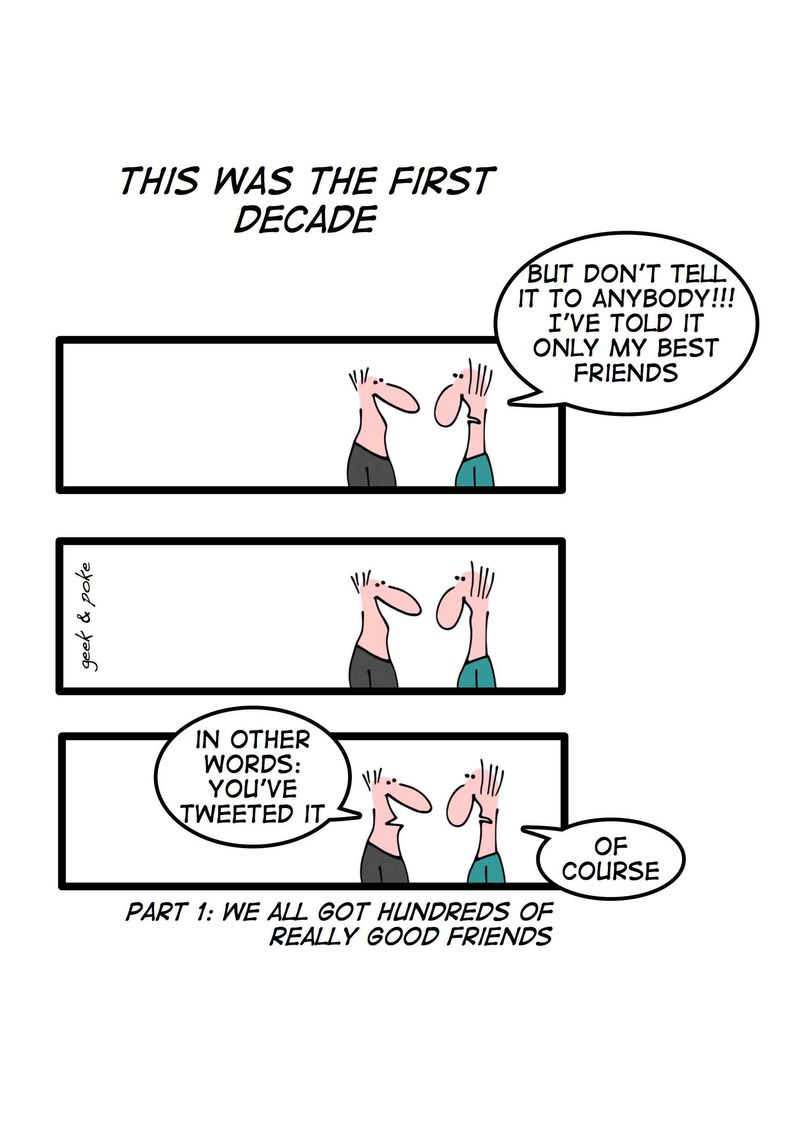 THIS WAS THE FIRST
DECADE
BUT DON'T TELL
IT TO ANYBODY!!!
I'VE TOLD IT
ONLY MY BEST
FRIENDS
geek & poke
IN OTHER
WORDS:
YOU'VE
TWEETED IT
OF
COURSE
PART 1: WE ALL GOT HUNDREDS OF
REALLY GOOD FRIENDS